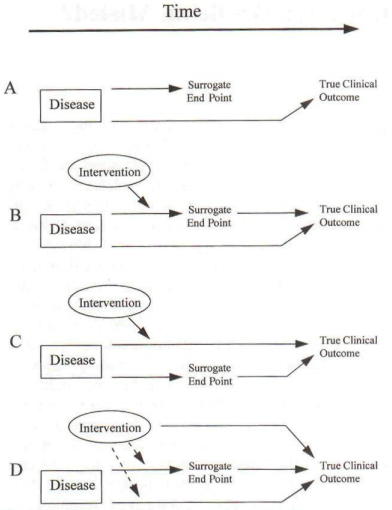 Time
A
Disease
Surrogate
End Point
True Clinical
Outcome
Intervention
B
Disease
Surrogate
End Point
True Clinical
Outcome
Intervention
C
Disease
True Clinical
Outcome
Surrogate
End Point
Intervention
D
Disease
Surrogate
End Point
True Clinical
Outcome